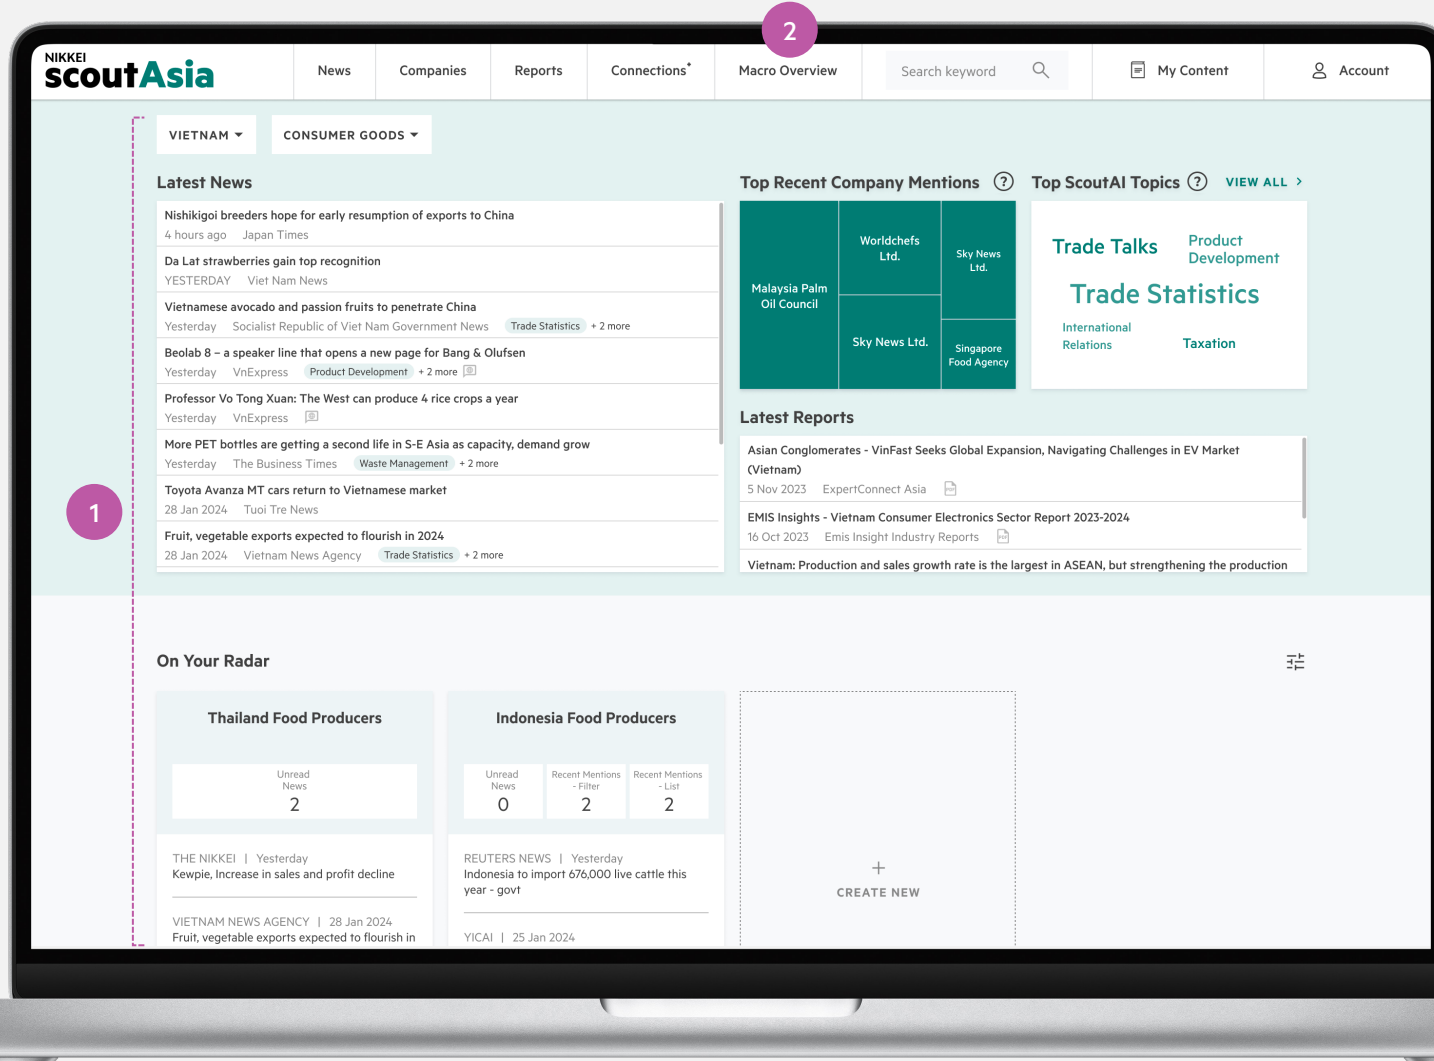 2
NIKKEI
scoutAsia
News
Companies
Reports
Connections
Macro Overview
Search keyword
My Content
Account
VIETNAM
CONSUMER GOODS
Latest News
Nishikigoi breeders hope for early resumption of exports to China
4 hours ago Japan Times
Da Lat strawberries gain top recognition
YESTERDAY Viet Nam News
Vietnamese avocado and passion fruits to penetrate China
Yesterday Socialist Republic of Viet Nam Government News Trade Statistics + 2 more
Beolab 8 – a speaker line that opens a new page for Bang & Olufsen
Yesterday VnExpress Product Development + 2 more
Professor Vo Tong Xuan: The West can produce 4 rice crops a year
Yesterday VnExpress
More PET bottles are getting a second life in S-E Asia as capacity, demand grow
Yesterday The Business Times Waste Management + 2 more
Toyota Avanza MT cars return to Vietnamese market
28 Jan 2024 Tuoi Tre News
Fruit, vegetable exports expected to flourish in 2024
28 Jan 2024 Vietnam News Agency Trade Statistics + 2 more
1
Top Recent Company Mentions ?
Malaysia Palm
Oil Council
Worldchefs
Ltd.
Sky News Ltd.
Sky News
Ltd.
Singapore
Food Agency
Top ScoutAI Topics ? VIEW ALL >
Trade Talks
Product
Development
Trade Statistics
International
Relations
Taxation
Latest Reports
Asian Conglomerates - VinFast Seeks Global Expansion, Navigating Challenges in EV Market
(Vietnam)
5 Nov 2023 ExpertConnect Asia
EMIS Insights - Vietnam Consumer Electronics Sector Report 2023-2024
16 Oct 2023 Emis Insight Industry Reports
Vietnam: Production and sales growth rate is the largest in ASEAN, but strengthening the production
On Your Radar
Thailand Food Producers
Unread
News
2
THE NIKKEI | Yesterday
Kewpie, Increase in sales and profit decline
VIETNAM NEWS AGENCY | 28 Jan 2024
Fruit, vegetable exports expected to flourish in
Indonesia Food Producers
Unread
News
0
Recent Mentions
- Filter
2
Recent Mentions
- List
2
REUTERS NEWS | Yesterday
Indonesia to import 676,000 live cattle this
year - govt
YICAI | 25 Jan 2024
+
CREATE NEW